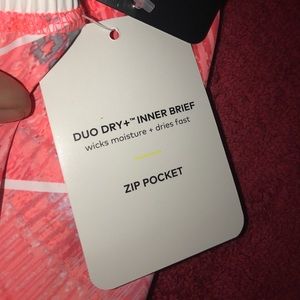 DUO DRY+™ INNER BRIEF
wicks moisture + dries fast
ZIP POCKET